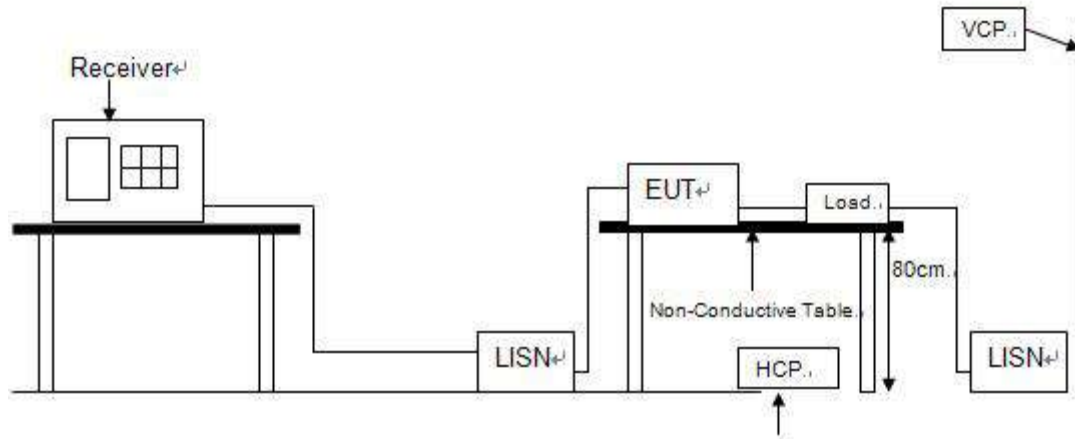 VCP.
Receiver
EUT
Load.
80cm.
Non-Conductive Table.
LISN
HCP.
LISN